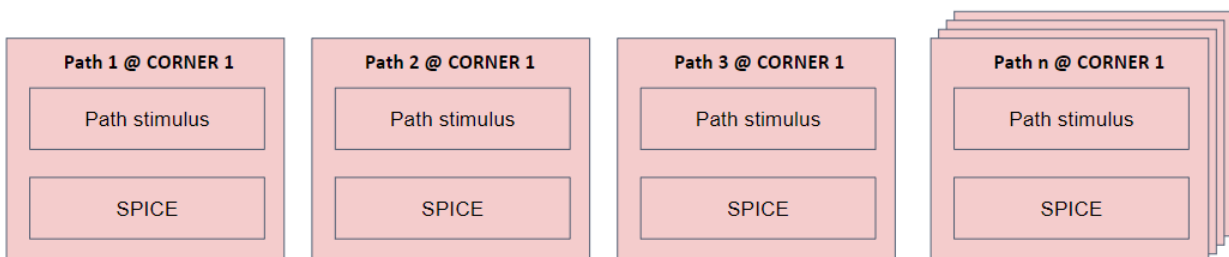 Path 1 @ CORNER 1
Path stimulus
SPICE
Path 2 @ CORNER 1
Path stimulus
SPICE
Path 3 @ CORNER 1
Path stimulus
SPICE
Path n @ CORNER 1
Path stimulus
SPICE